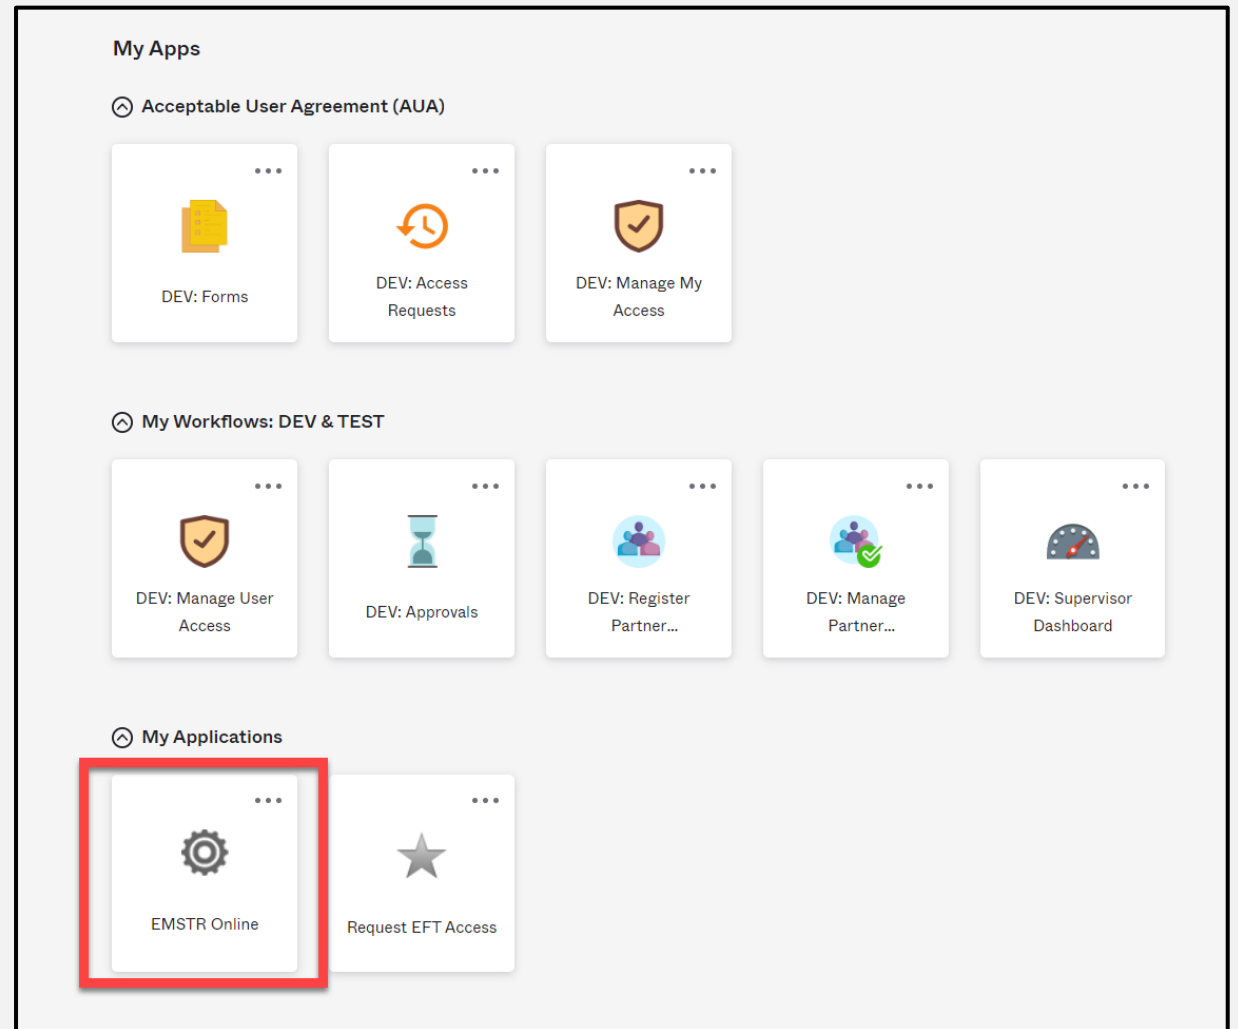 My Apps
Acceptable User Agreement (AUA)
DEV: Forms
DEV: Access
Requests
DEV: Manage My
Access
My Workflows: DEV & TEST
DEV: Manage User
Access
DEV: Approvals
DEV: Register
Partner...
DEV: Manage
Partner...
DEV: Supervisor
Dashboard
My Applications
EMSTR Online
Request EFT Access